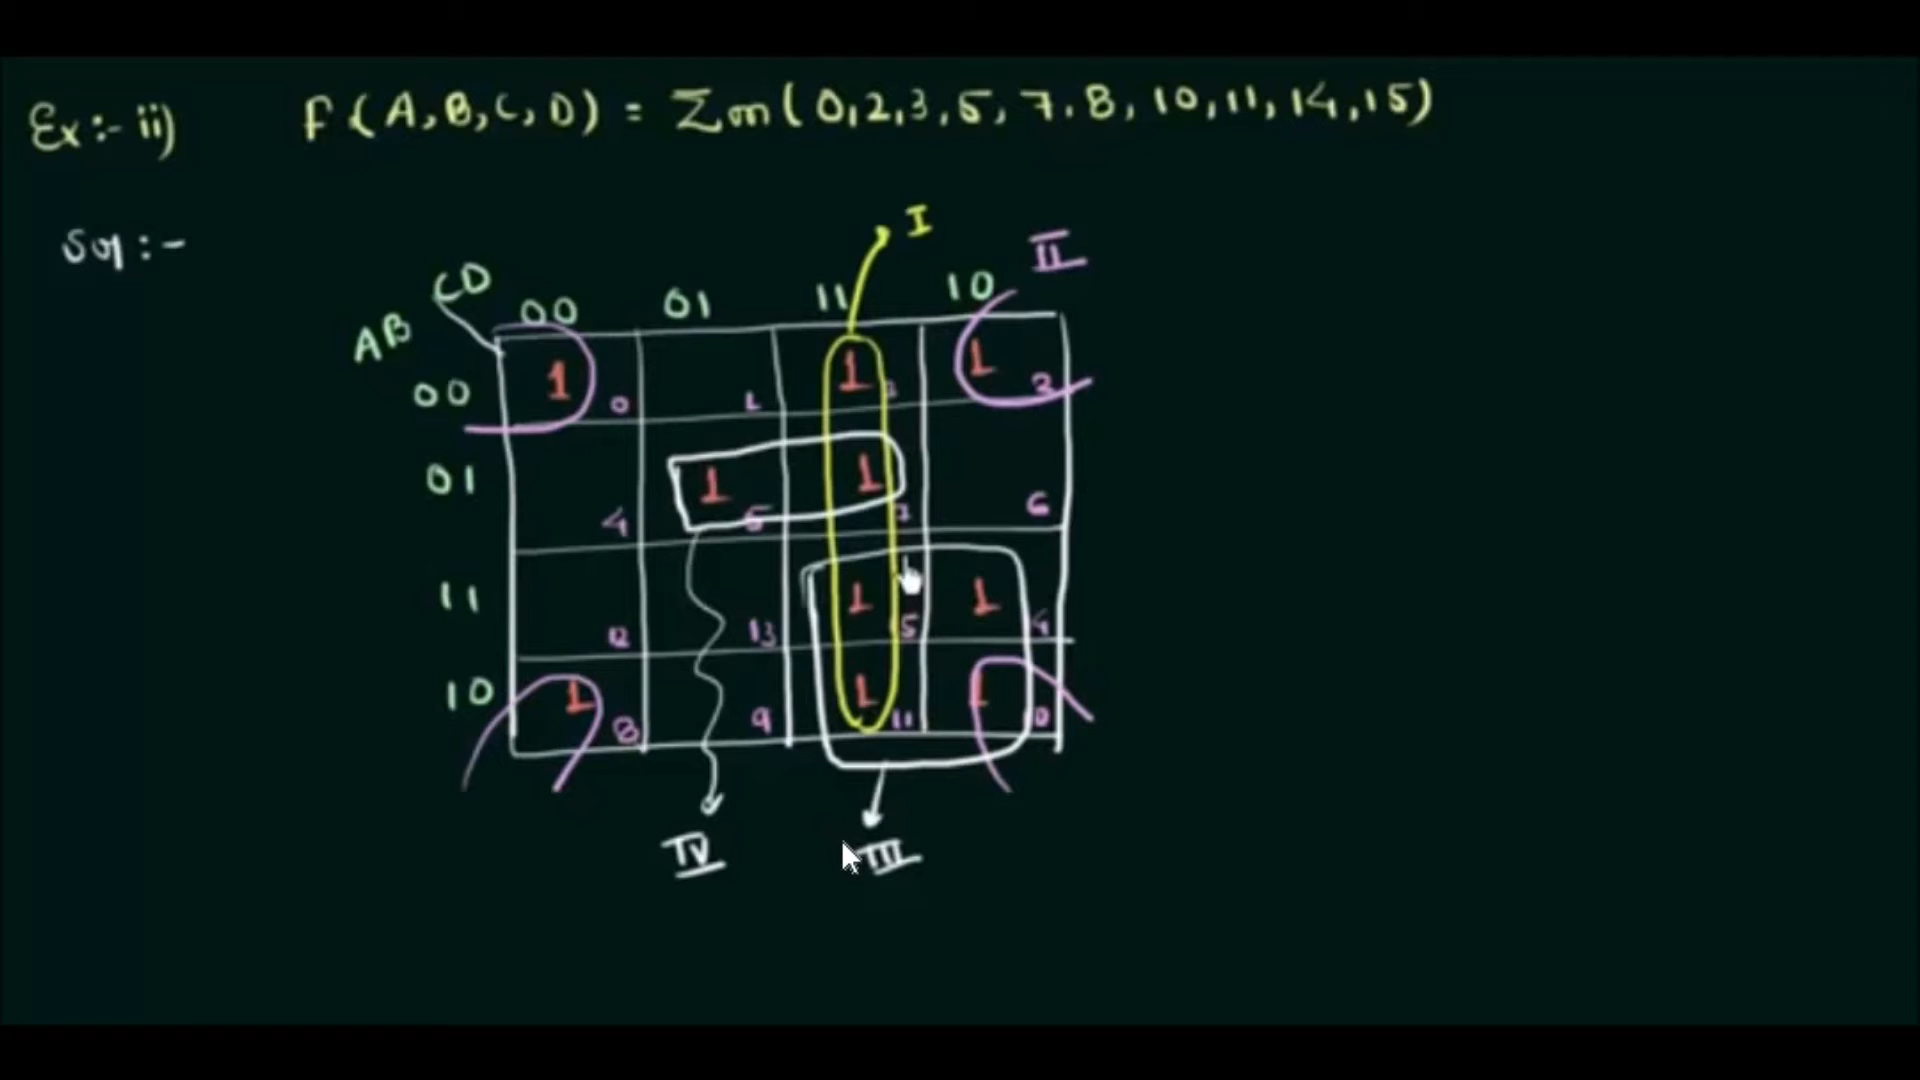 Ex:- ii) F(A,B,C,D) = Σm(0,2,3,5,7,8,10,11,14,15)
Sol:-
I
II
CD
00 01 11 10
AB
00 1 0 1 1 3 1 2
01 4 1 5 1 7 6
11 12 13 1 15 1 14
10 1 8 9 1 11 1 10
IV III